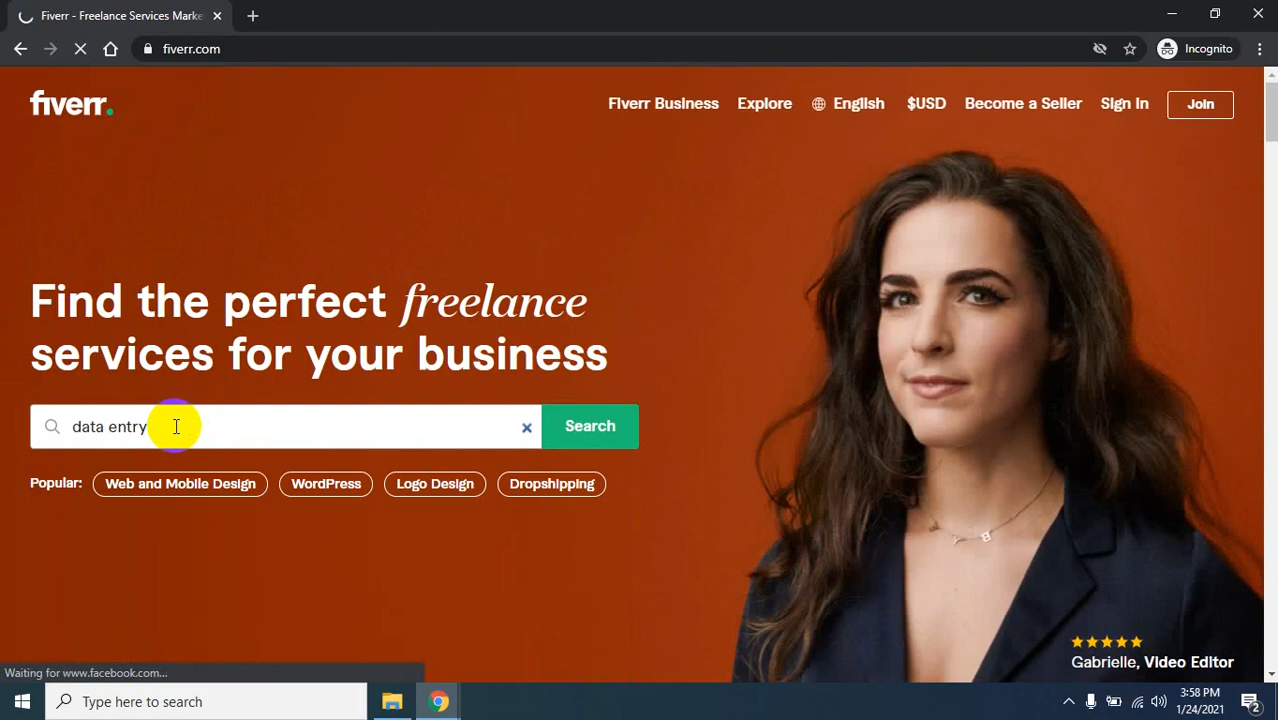 Fiverr - Freelance Services Marke
fiverr.com
Incognito
fiverr.
Fiverr Business
Explore
English
$USD
Become a Seller
Sign In
Join
Find the perfect freelance
services for your business
data entry
Search
Popular:
Web and Mobile Design
WordPress
Logo Design
Dropshipping
Gabrielle, Video Editor
Waiting for www.facebook.com...
Type here to search
3:58 PM
1/24/2021
2